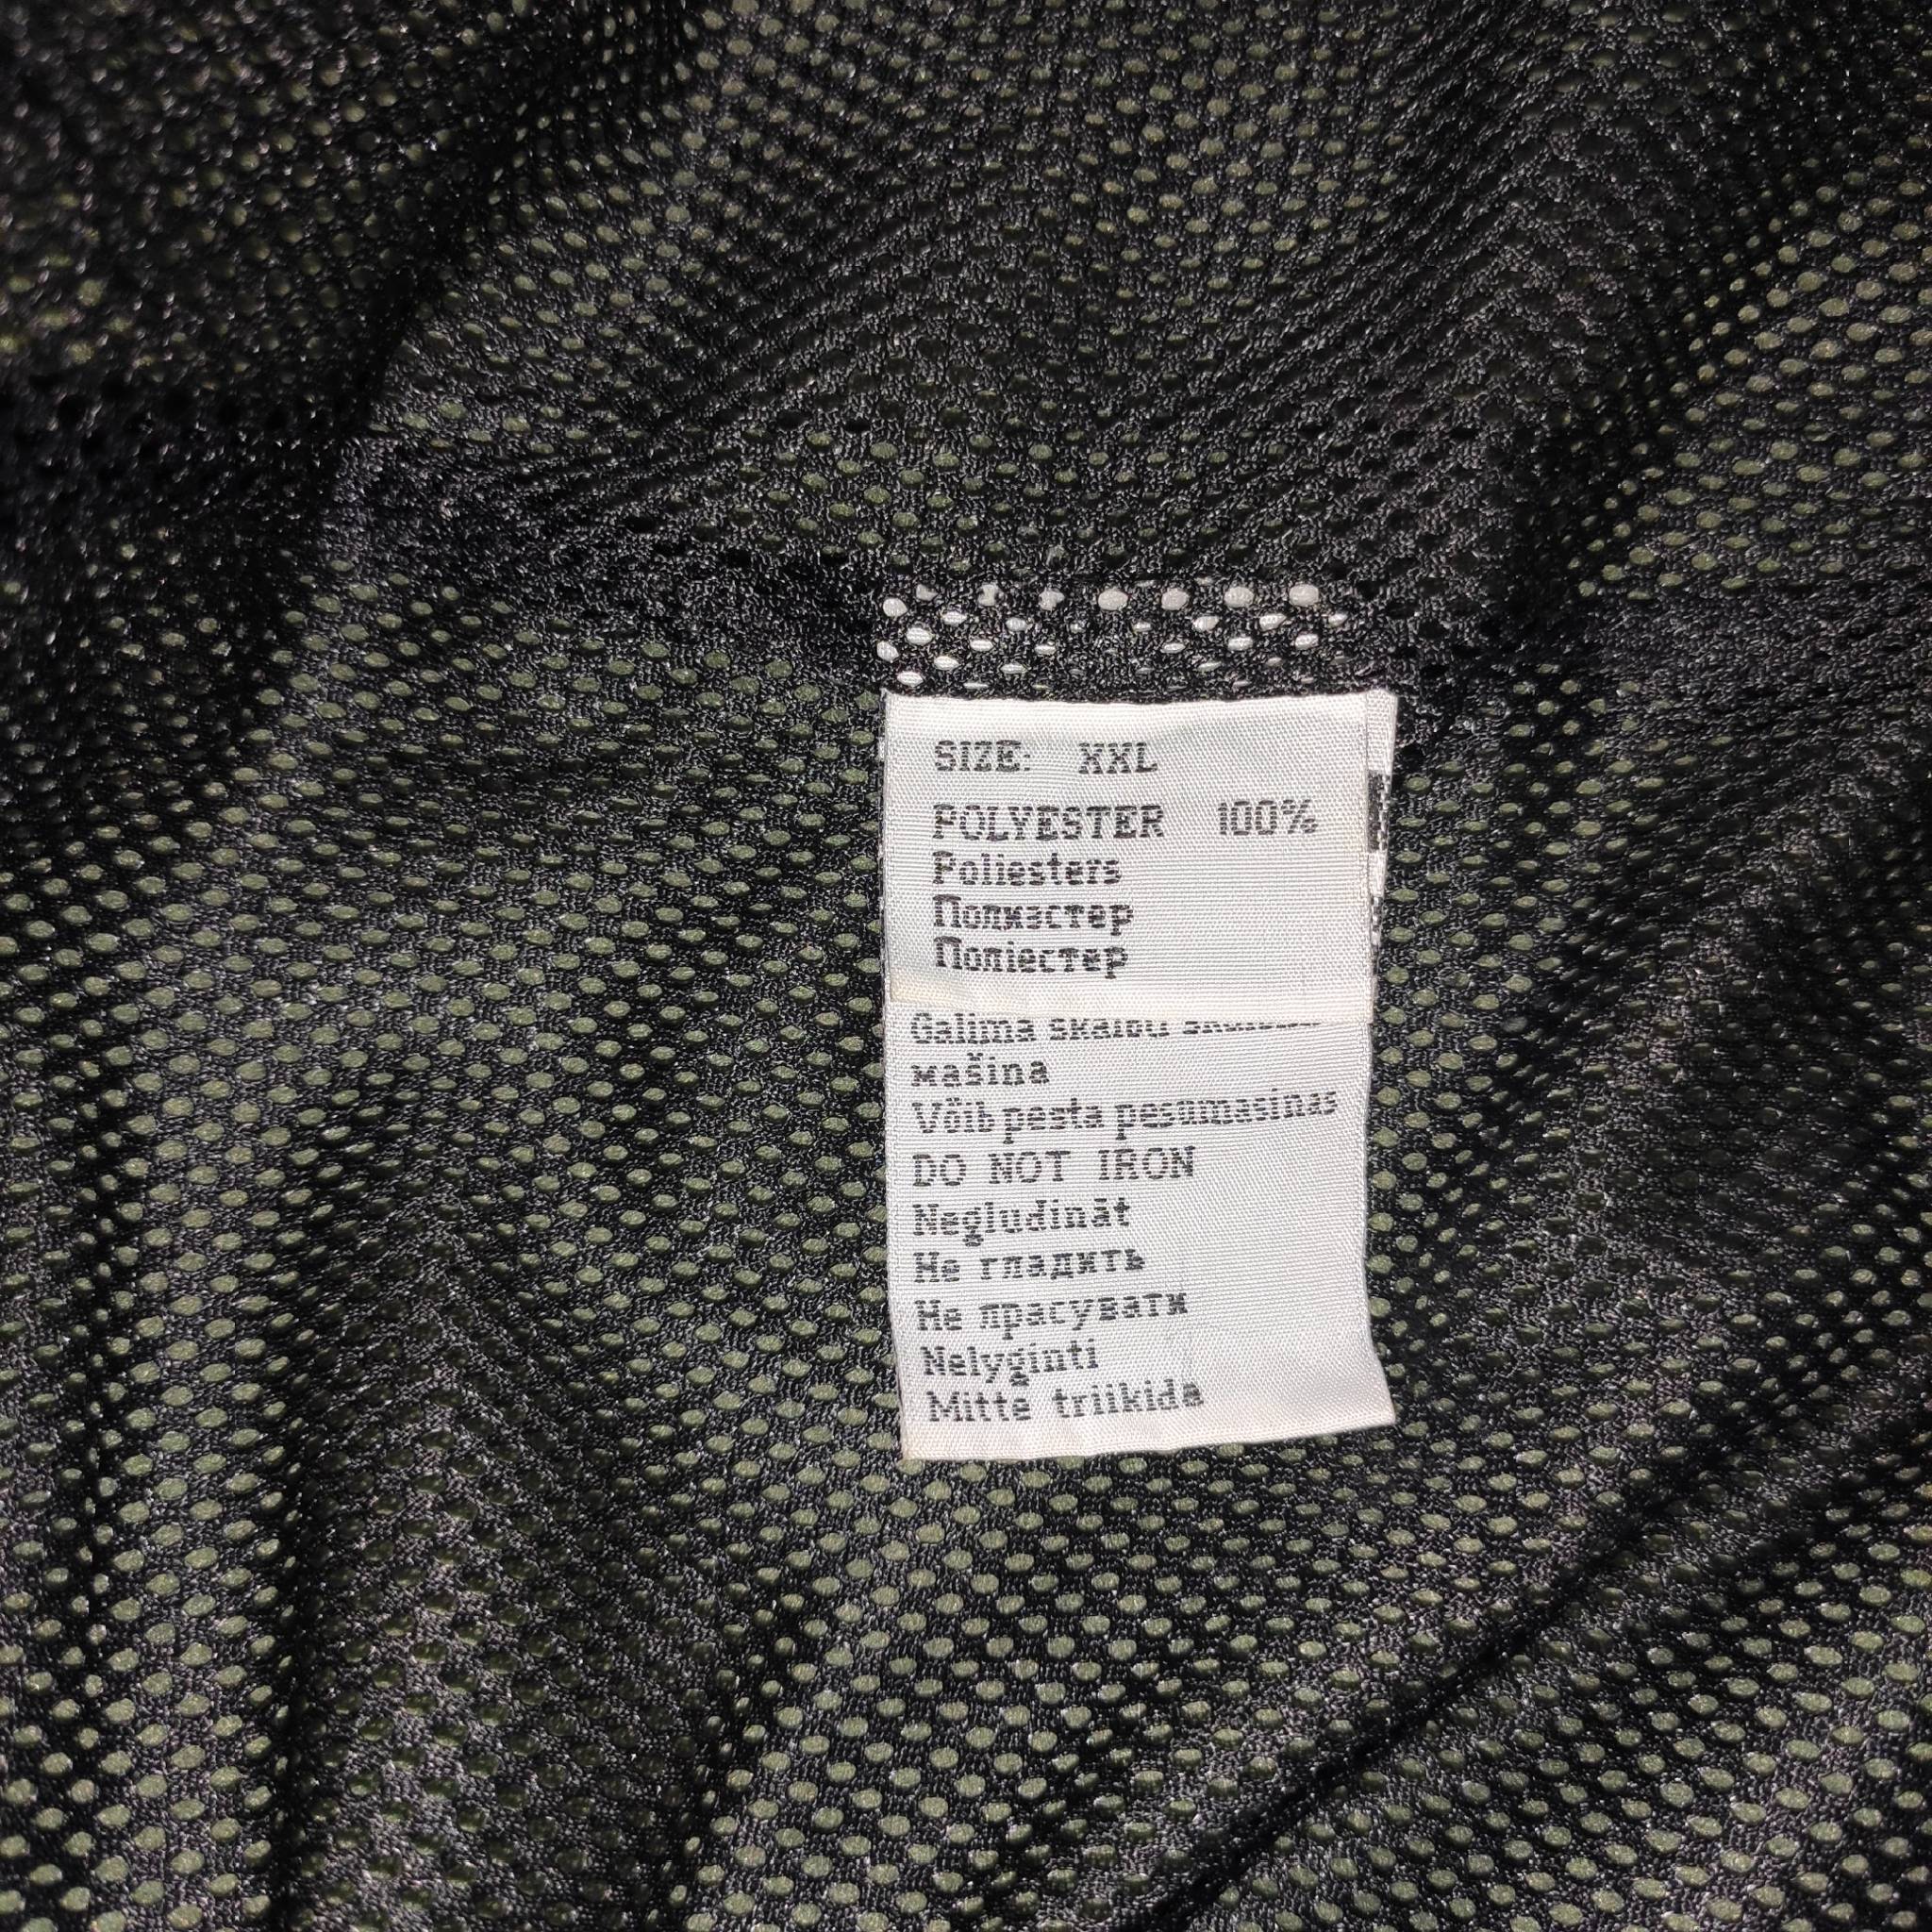 SIZE: XXL
POLYESTER 100%
Poliesters
Полиэстер
Поліестер
Galima skalbti
mašina
Võib pesta pesumasinas
DO NOT IRON
Negludināt
Не гладить
Не прасувати
Nelyginti
Mitte triikida